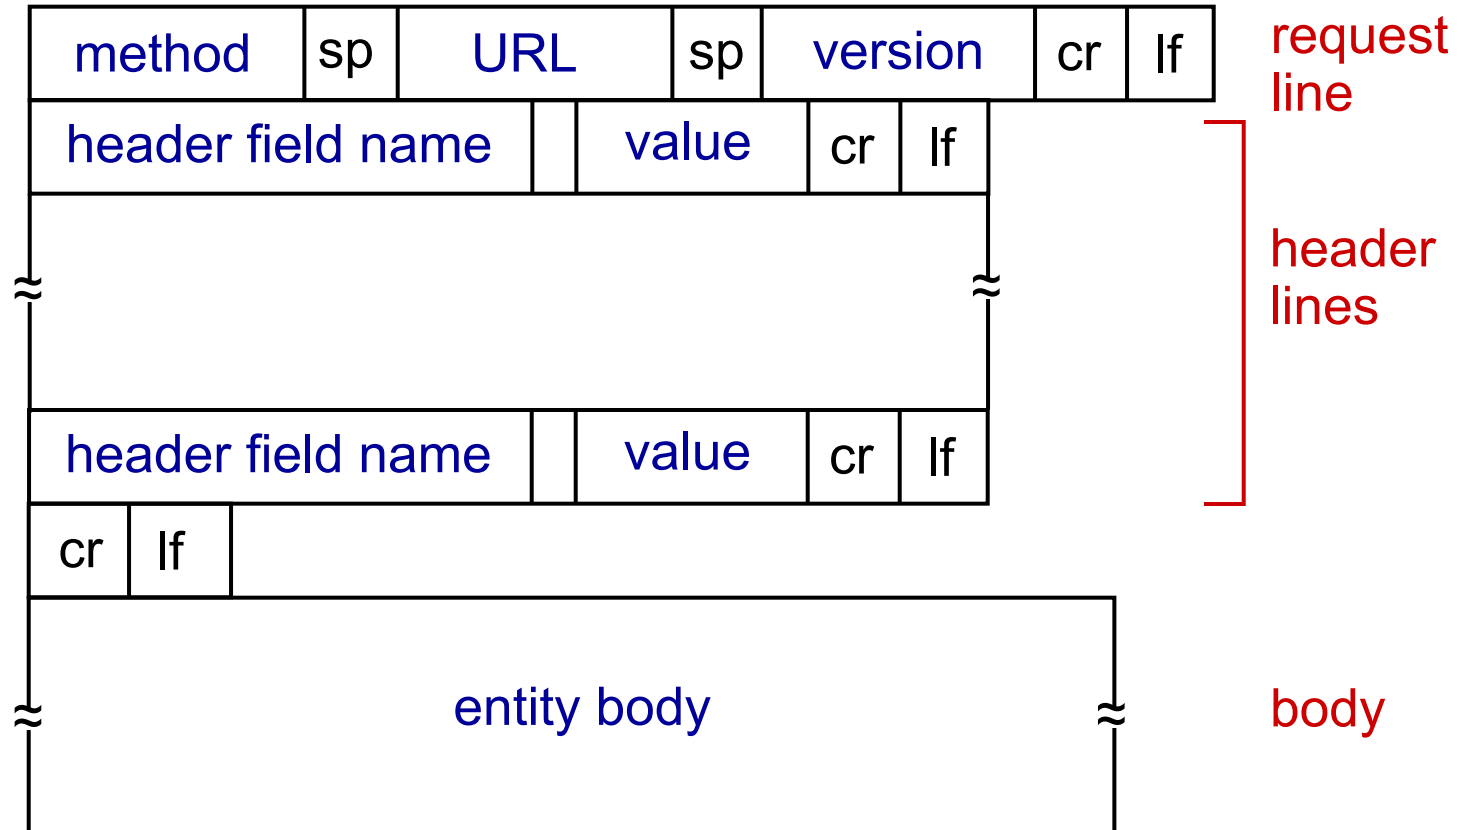 method sp URL sp version cr lf
request
line
header field name value cr lf
header
lines
header field name value cr lf
cr lf
entity body
body